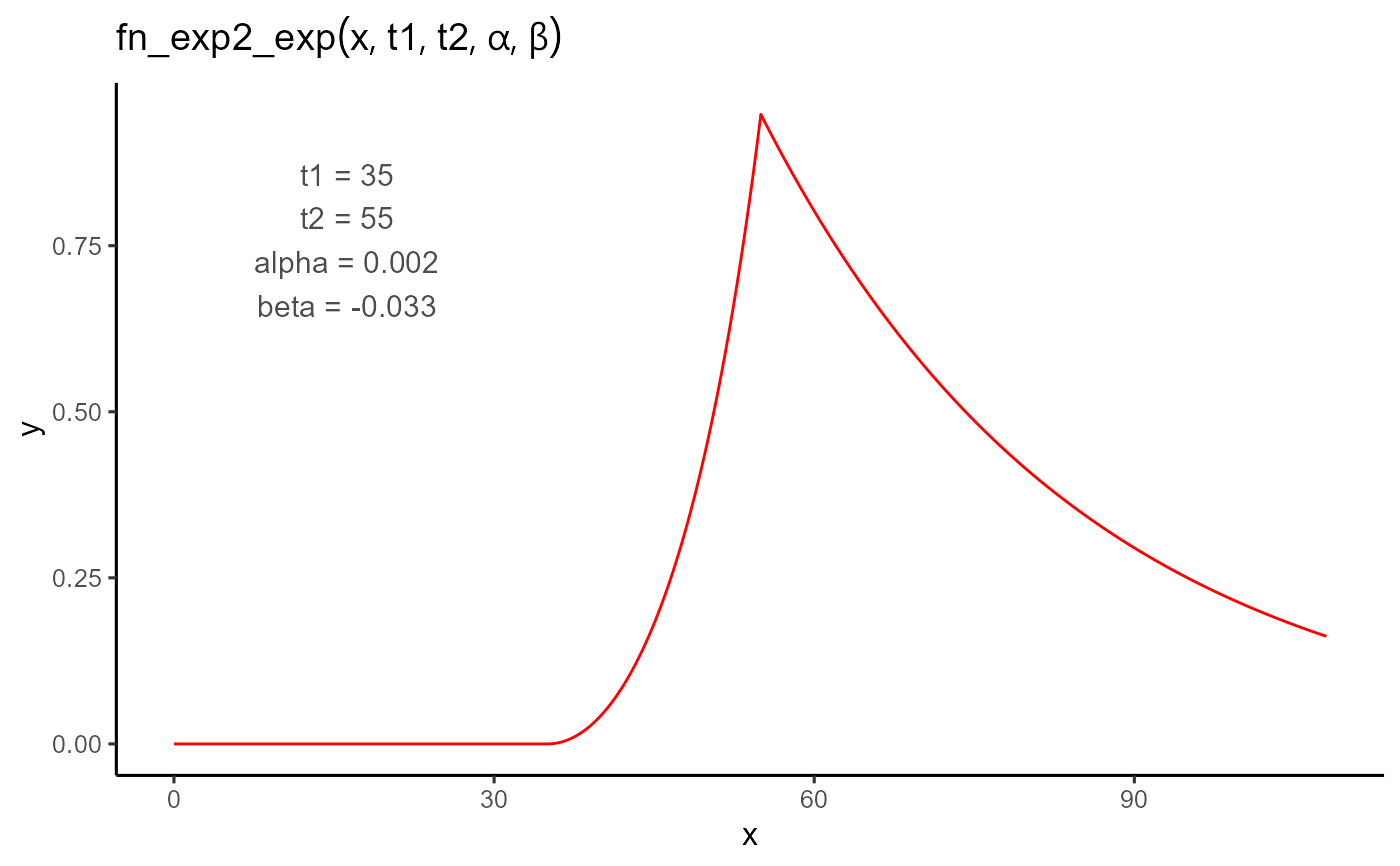 fn_exp2_exp(x, t1, t2, α, β)
t1 = 35
t2 = 55
alpha = 0.002
beta = -0.033
0.75
0.50
0.25
0.00
y
0
30
60
90
x